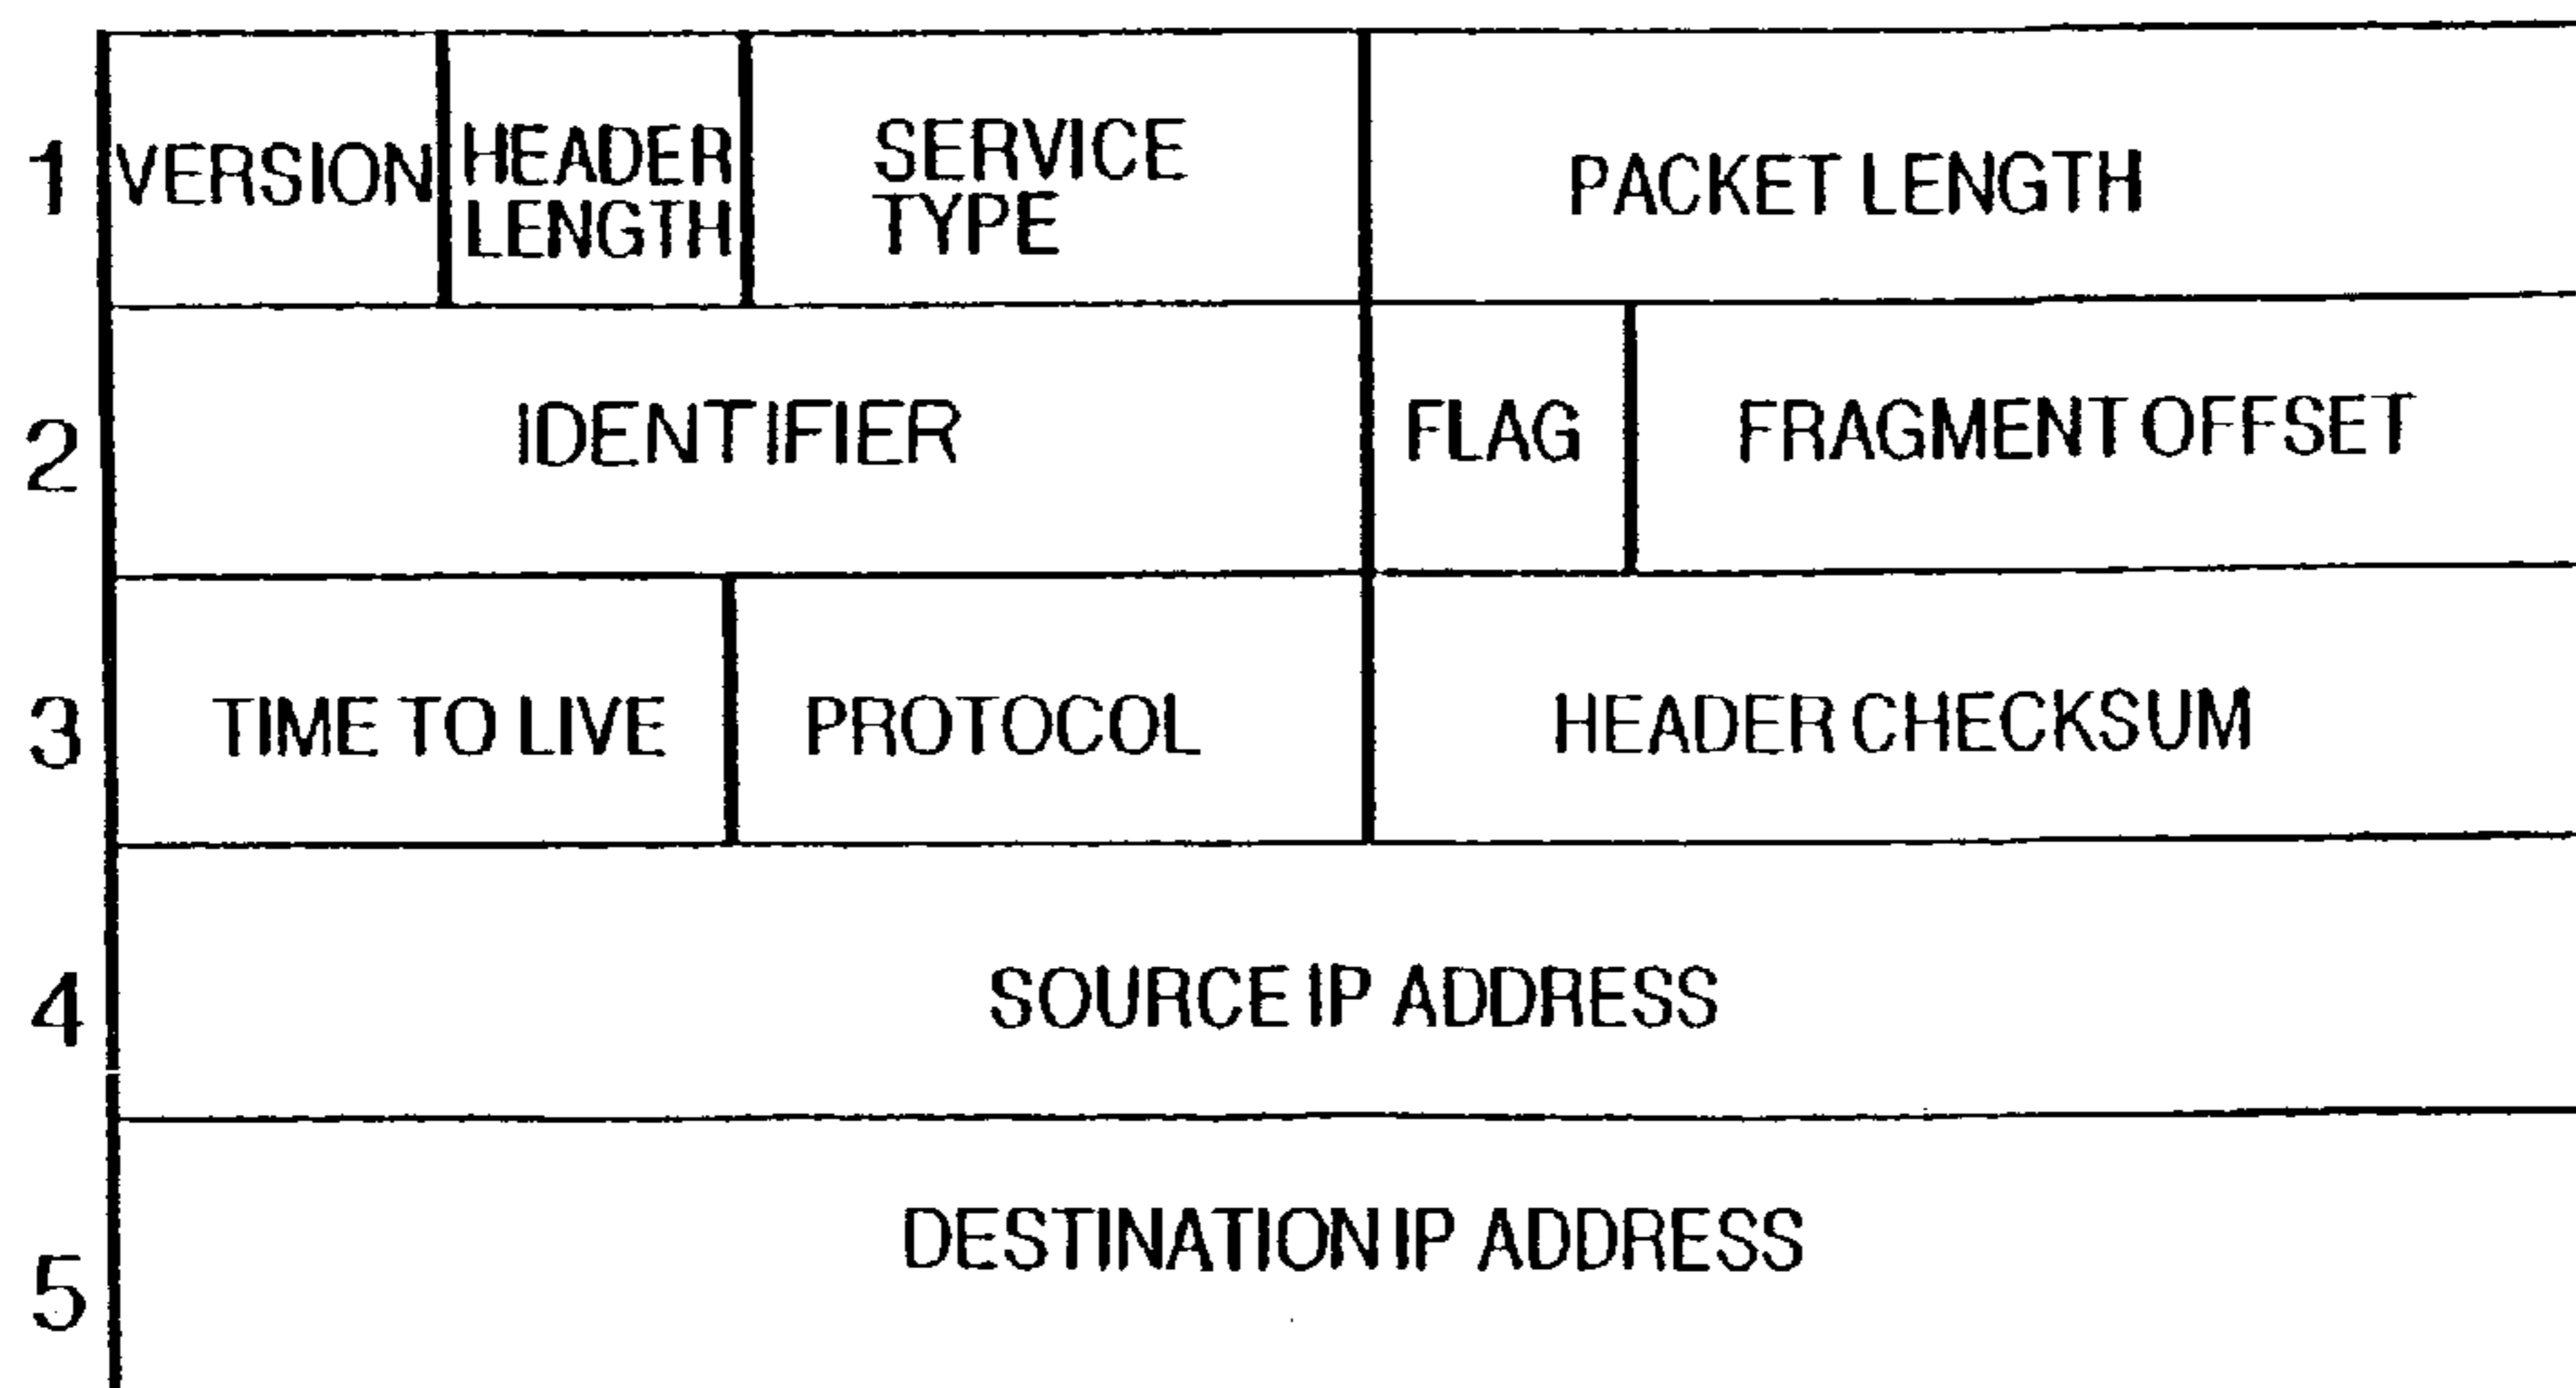 1 VERSION HEADER LENGTH SERVICE TYPE PACKET LENGTH
2 IDENTIFIER FLAG FRAGMENT OFFSET
3 TIME TO LIVE PROTOCOL HEADER CHECKSUM
4 SOURCE IP ADDRESS
5 DESTINATION IP ADDRESS